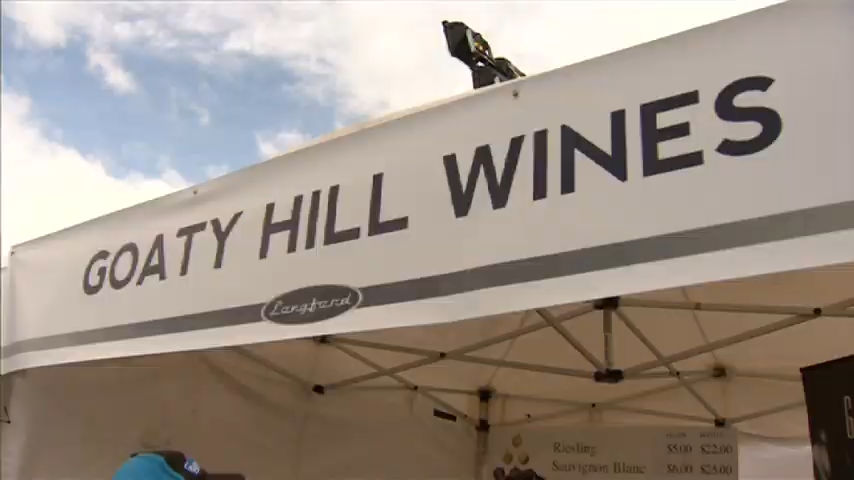 GOATY HILL WINES
Langford
Riesling $5.00 $22.00
Sauvignon Blanc $6.00 $25.00